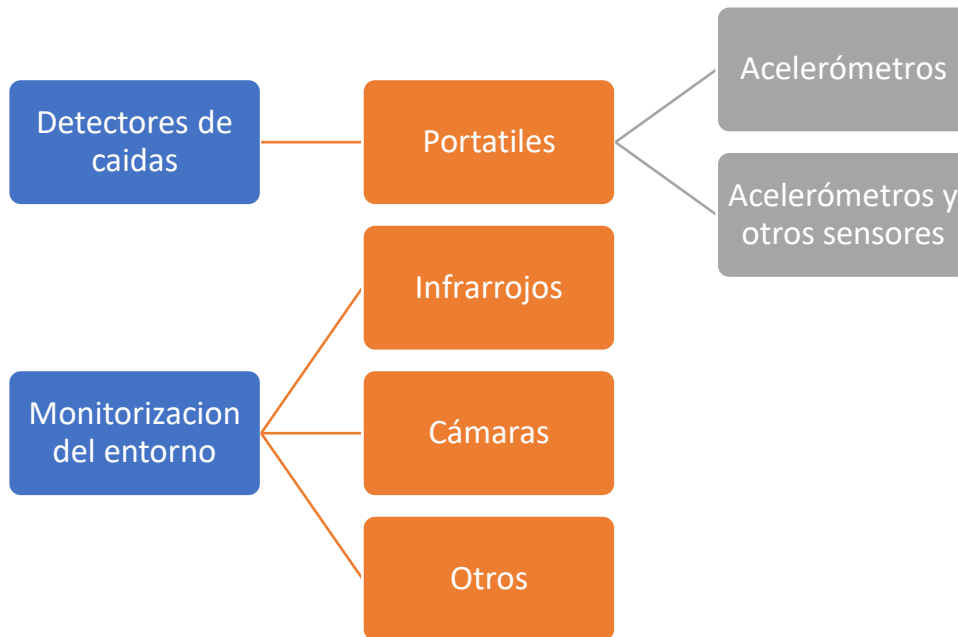 Detectores de
caidas
Portatiles
Acelerómetros
Acelerómetros y
otros sensores
Monitorizacion
del entorno
Infrarrojos
Cámaras
Otros